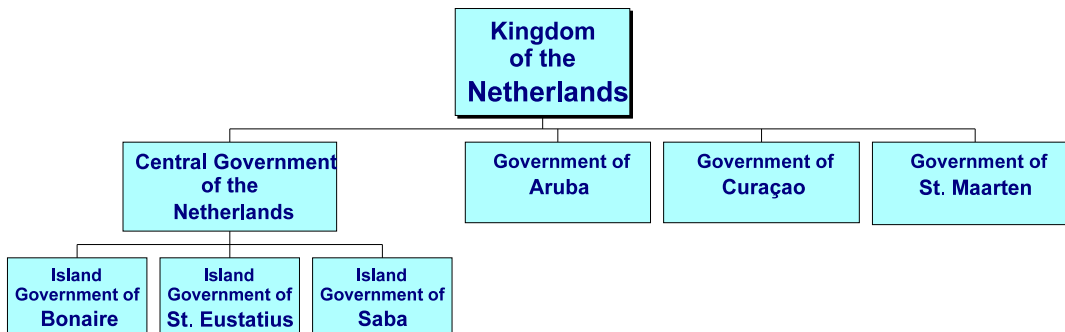 Kingdom
of the
Netherlands
Central Government
of the
Netherlands
Government of
Aruba
Government of
Curaçao
Government of
St. Maarten
Island
Government of
Bonaire
Island
Government of
St. Eustatius
Island
Government of
Saba